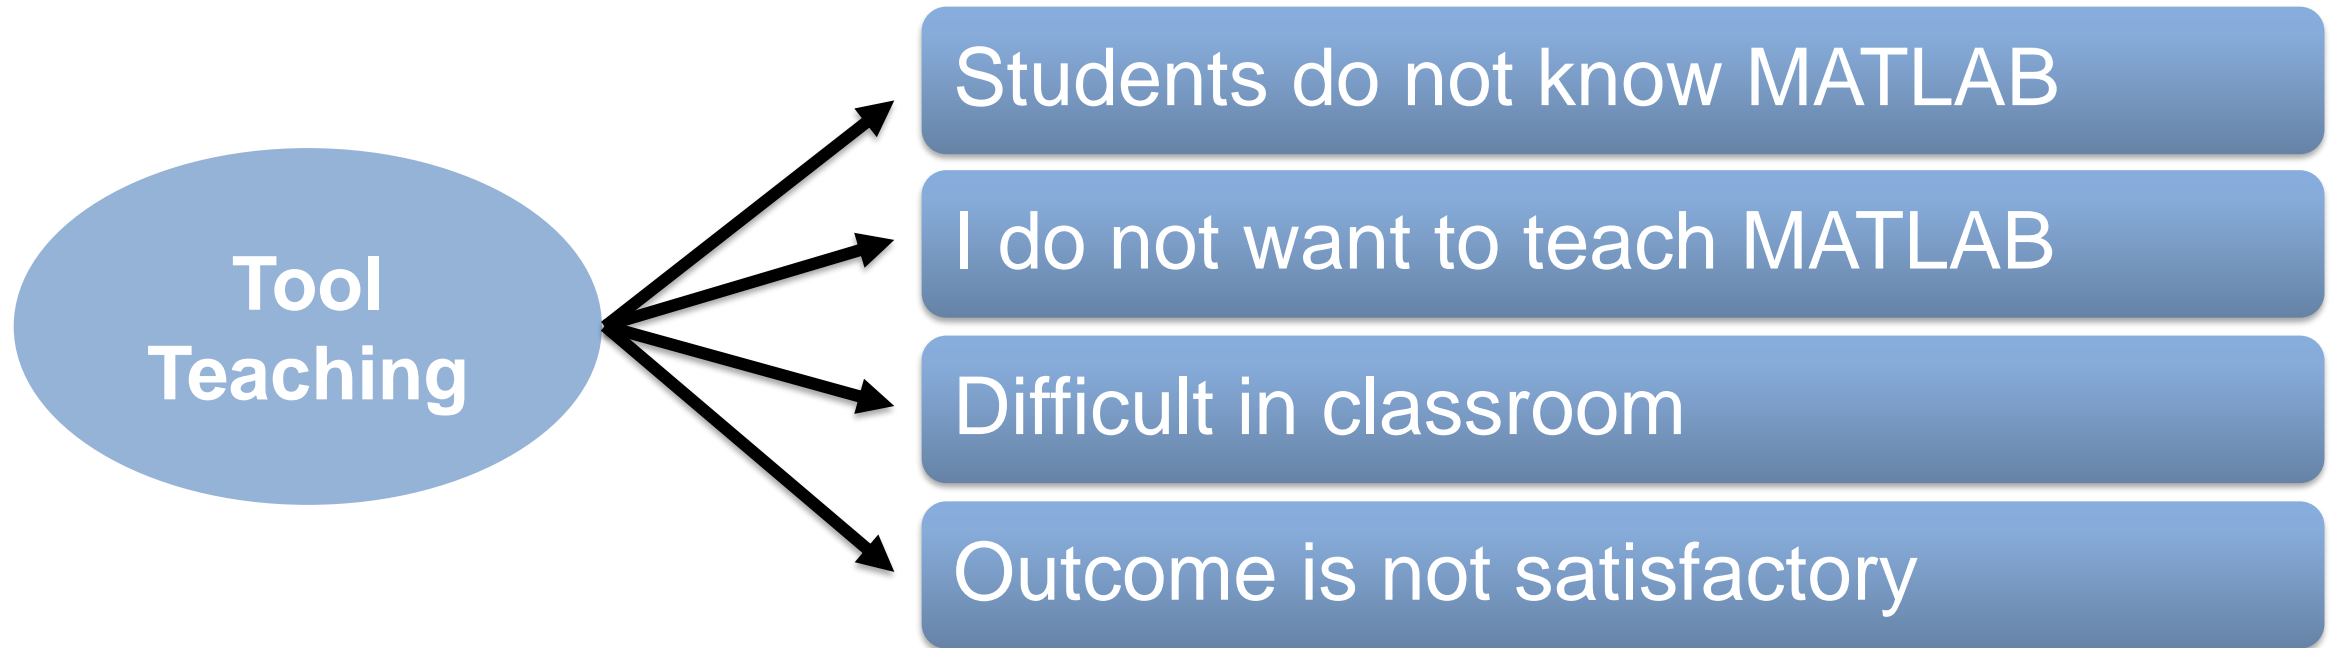 Tool
Teaching
Students do not know MATLAB
I do not want to teach MATLAB
Difficult in classroom
Outcome is not satisfactory